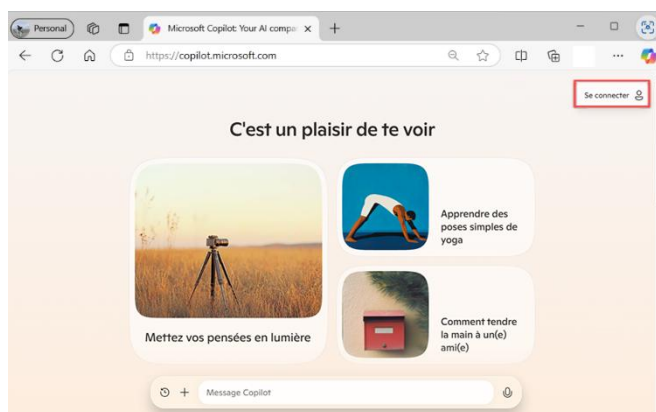 Personal
Microsoft Copilot: Your AI compa
https://copilot.microsoft.com
Se connecter
C'est un plaisir de te voir
Mettez vos pensées en lumière
Apprendre des
poses simples de
yoga
Comment tendre
la main à un(e)
ami(e)
Message Copilot